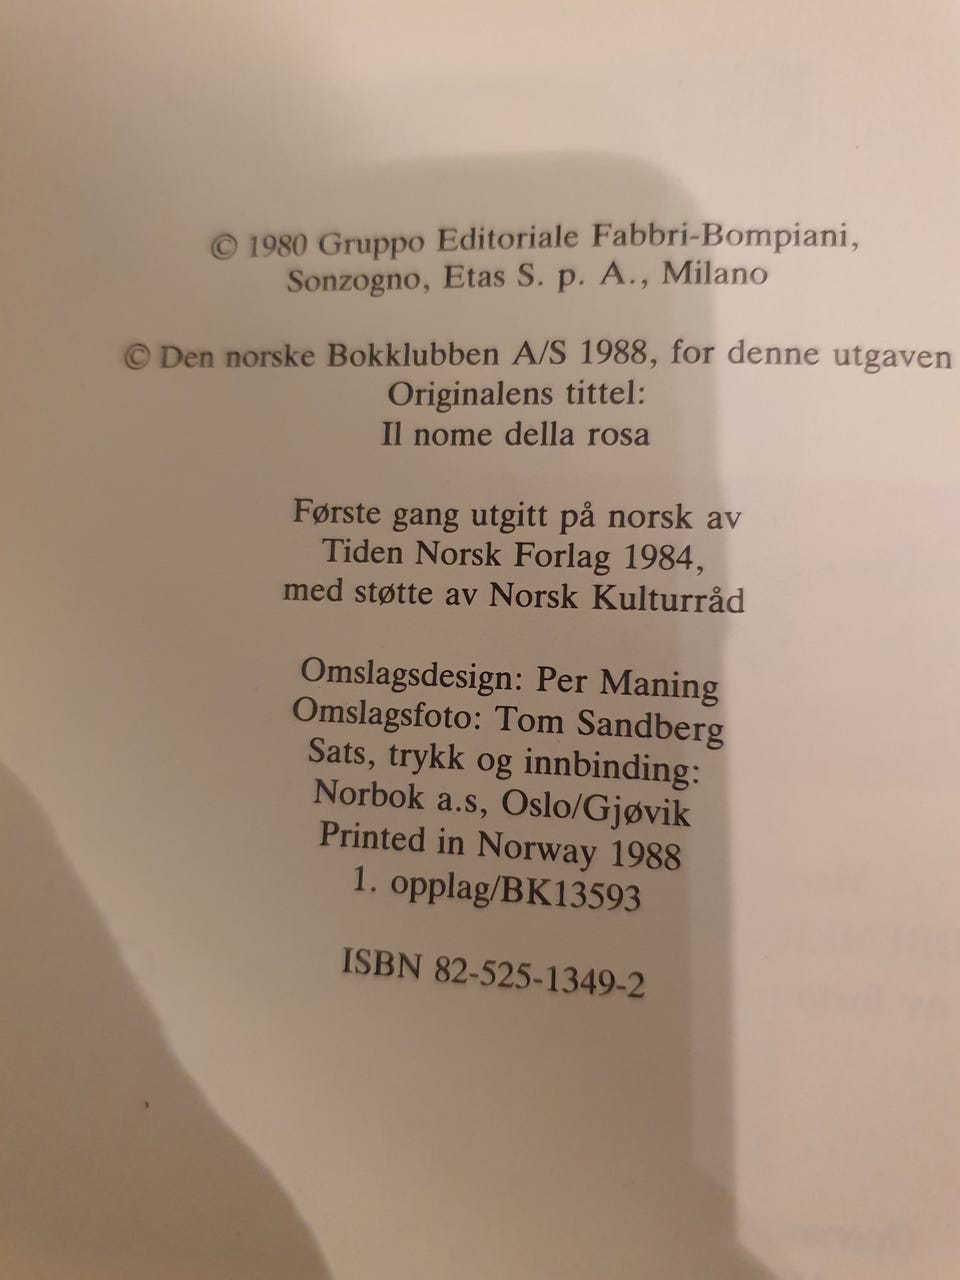 © 1980 Gruppo Editoriale Fabbri-Bompiani,
Sonzogno, Etas S. p. A., Milano
© Den norske Bokklubben A/S 1988, for denne utgaven
Originalens tittel:
Il nome della rosa
Første gang utgitt på norsk av
Tiden Norsk Forlag 1984,
med støtte av Norsk Kulturråd
Omslagsdesign: Per Maning
Omslagsfoto: Tom Sandberg
Sats, trykk og innbinding:
Norbok a.s, Oslo/Gjøvik
Printed in Norway 1988
1. opplag/BK13593
ISBN 82-525-1349-2